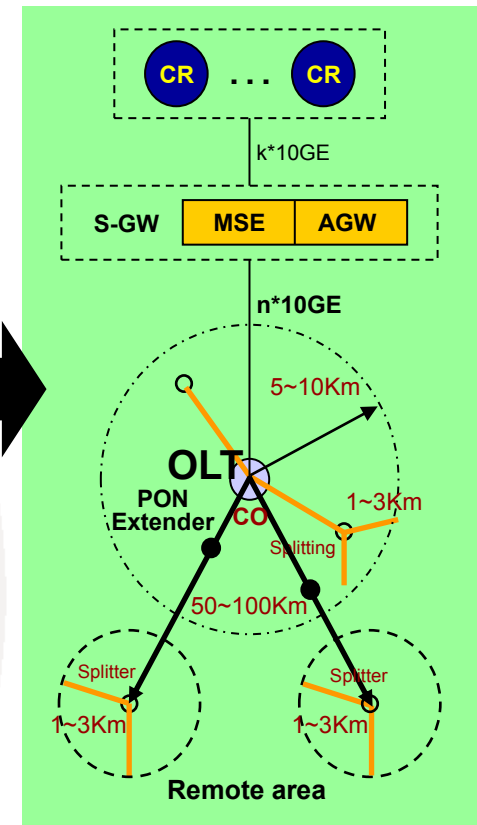 CR . . . CR
k*10GE
S-GW MSE AGW
n*10GE
5~10Km
OLT
PON
Extender
CO
1~3Km
Splitting
50~100Km
Splitter
Splitter
1~3Km
1~3Km
Remote area